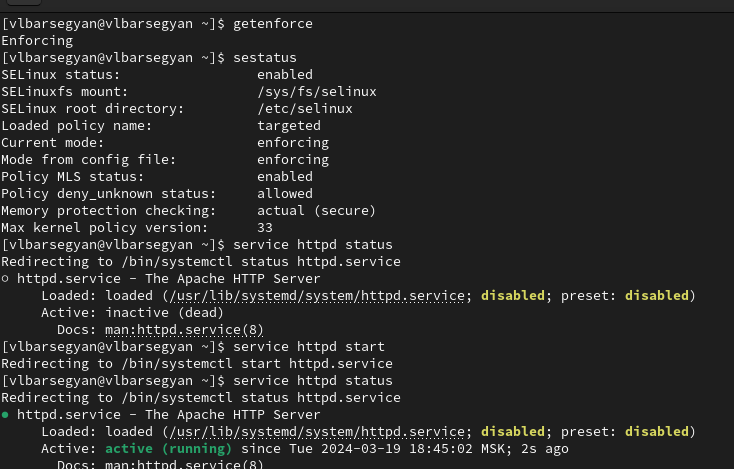 [vlbarsegyan@vlbarsegyan ~]$ getenforce
Enforcing
[vlbarsegyan@vlbarsegyan ~]$ sestatus
SELinux status:                 enabled
SELinuxfs mount:                /sys/fs/selinux
SELinux root directory:         /etc/selinux
Loaded policy name:             targeted
Current mode:                   enforcing
Mode from config file:          enforcing
Policy MLS status:              enabled
Policy deny_unknown status:     allowed
Memory protection checking:     actual (secure)
Max kernel policy version:      33
[vlbarsegyan@vlbarsegyan ~]$ service httpd status
Redirecting to /bin/systemctl status httpd.service
○ httpd.service - The Apache HTTP Server
     Loaded: loaded (/usr/lib/systemd/system/httpd.service; disabled; preset: disabled)
     Active: inactive (dead)
       Docs: man:httpd.service(8)
[vlbarsegyan@vlbarsegyan ~]$ service httpd start
Redirecting to /bin/systemctl start httpd.service
[vlbarsegyan@vlbarsegyan ~]$ service httpd status
Redirecting to /bin/systemctl status httpd.service
● httpd.service - The Apache HTTP Server
     Loaded: loaded (/usr/lib/systemd/system/httpd.service; disabled; preset: disabled)
     Active: active (running) since Tue 2024-03-19 18:45:02 MSK; 2s ago
       Docs: man:httpd.service(8)